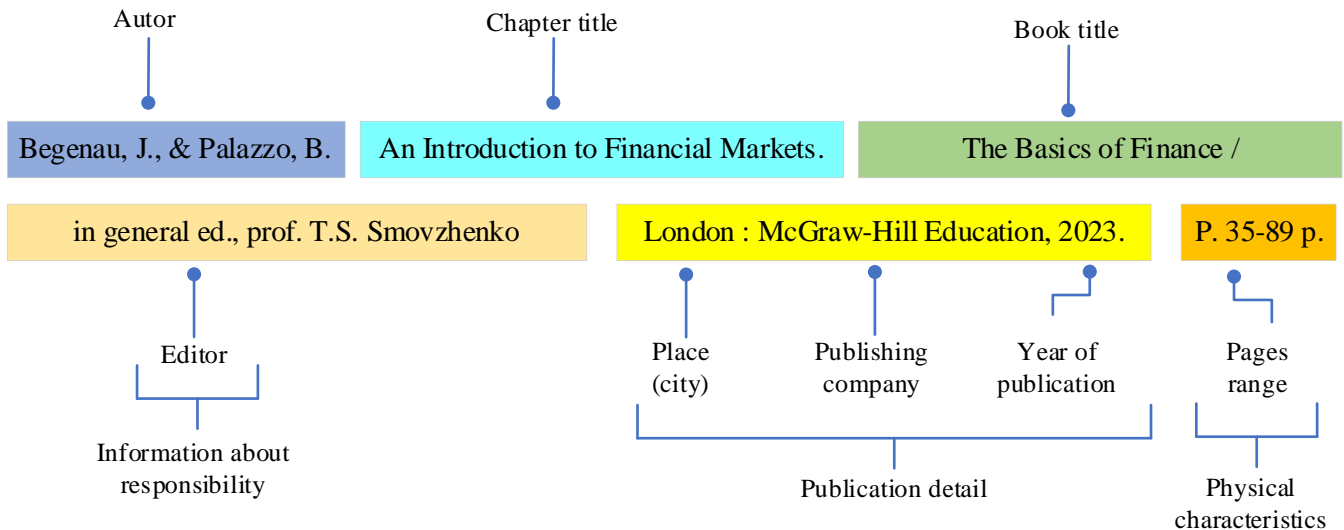 Autor
Chapter title
Book title
Begenau, J., & Palazzo, B.
An Introduction to Financial Markets.
The Basics of Finance /
in general ed., prof. T.S. Smovzhenko
London : McGraw-Hill Education, 2023.
P. 35-89 p.
Editor
Place
(city)
Publishing
company
Year of
publication
Pages
range
Information about
responsibility
Publication detail
Physical
characteristics